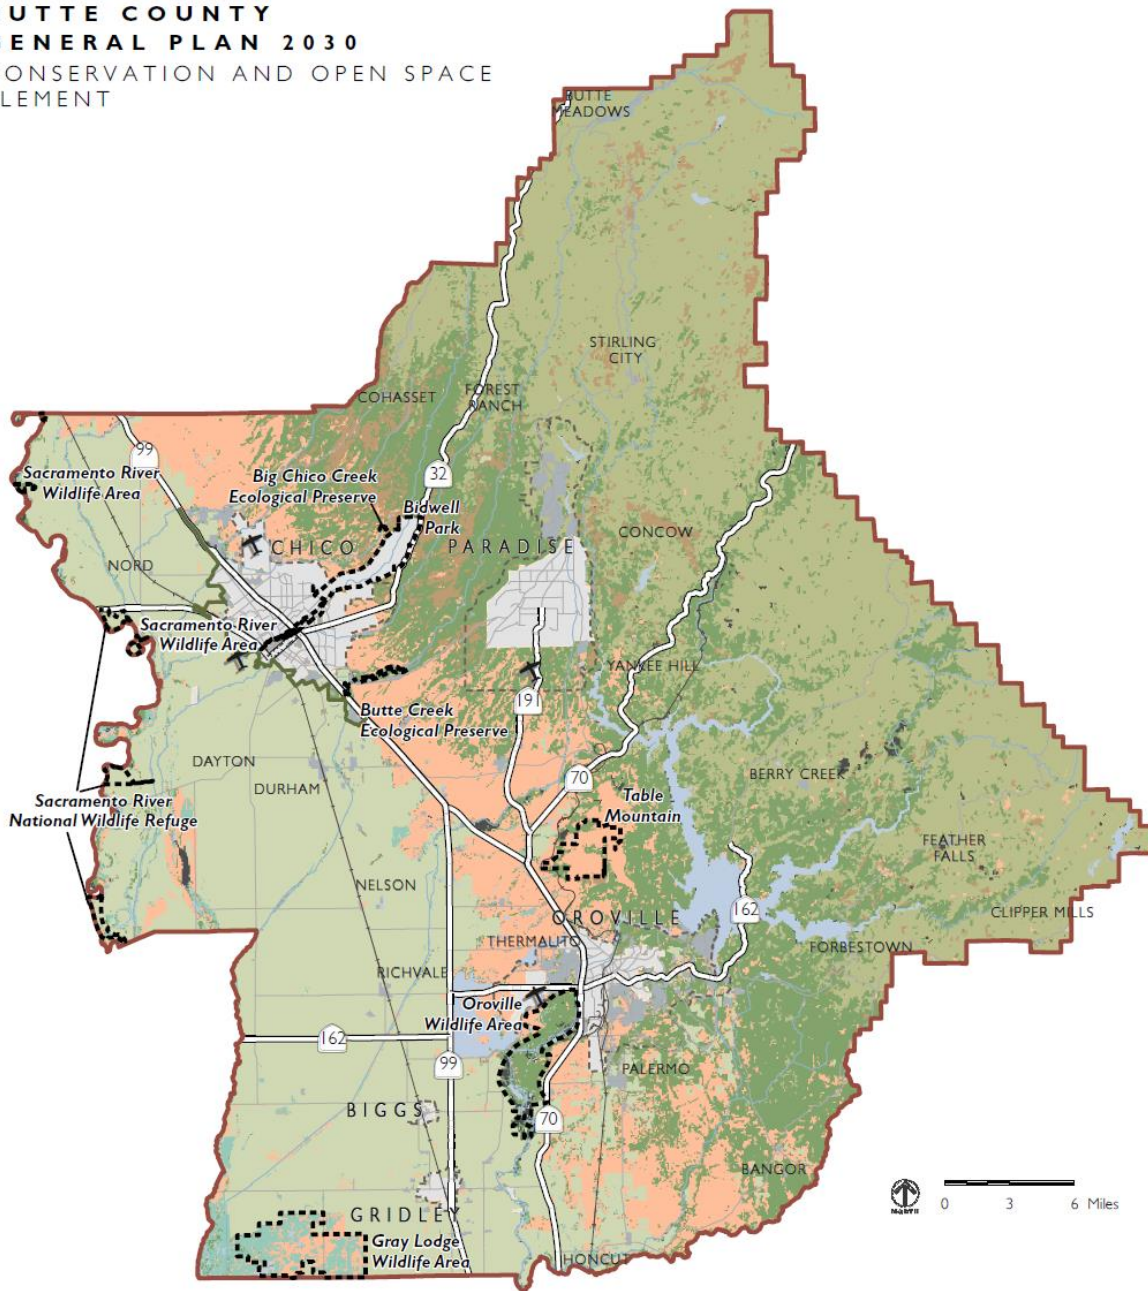 UTTE COUNTY
GENERAL PLAN 2030
ONSERVATION AND OPEN SPACE
LEMENT
BUTTE
MEADOWS
STIRLING
CITY
COHASSET
FOREST
RANCH
99
32
Sacramento River
Wildlife Area
Big Chico Creek
Ecological Preserve
Bidwell
Park
CHICO
PARADISE
CONCOW
NORD
Sacramento River
Wildlife Area
YANKEE HILL
191
Butte Creek
Ecological Preserve
DAYTON
DURHAM
70
BERRY CREEK
Sacramento River
National Wildlife Refuge
Table
Mountain
FEATHER
FALLS
NELSON
OROVILLE
162
CLIPPER MILLS
THERMALITO
FORBESTOWN
RICHVALE
Oroville
Wildlife Area
162
99
PALERMO
BIGGS
70
BANGOR
NORTH
0 3 6 Miles
GRIDLEY
Gray Lodge
Wildlife Area
HONCUT